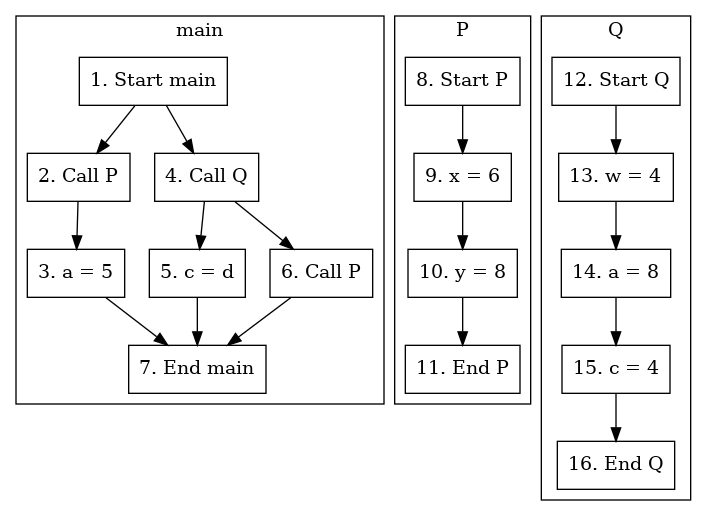 main
1. Start main
2. Call P
4. Call Q
3. a = 5
5. c = d
6. Call P
7. End main
P
8. Start P
9. x = 6
10. y = 8
11. End P
Q
12. Start Q
13. w = 4
14. a = 8
15. c = 4
16. End Q